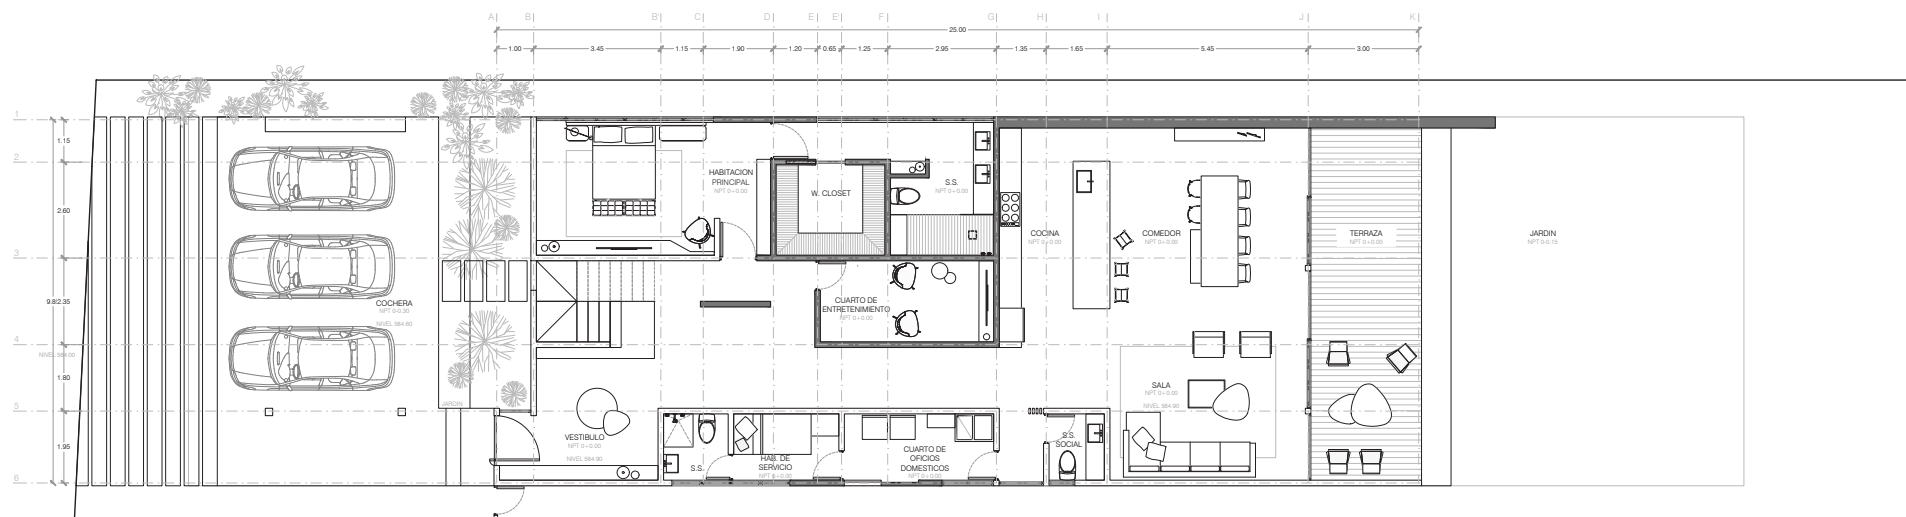 A B B' C D E E' F G H I J K
25.00
1.00 3.45 1.15 1.90 1.20 0.65 1.25 2.95 1.35 1.65 5.45 3.00
1
1.15
2
2.60
3
9.85
2.35
4
NIVEL 584.00
1.80
5
1.95
6
COCHERA
NPT 0-0.30
NIVEL 584.60
JARDIN
HABITACION
PRINCIPAL
NPT 0+0.00
W. CLOSET
S.S.
NPT 0+0.00
COCINA
NPT 0+0.00
COMEDOR
NPT 0+0.00
TERRAZA
NPT 0+0.00
JARDIN
NPT 0-0.15
CUARTO DE
ENTRETENIMIENTO
NPT 0+0.00
SALA
NPT 0+0.00
NIVEL 584.90
VESTIBULO
NPT 0+0.00
NIVEL 584.90
S.S.
HAB. DE
SERVICIO
NPT 0+0.00
CUARTO DE
OFICIOS
DOMESTICOS
NPT 0+0.00
S.S.
SOCIAL